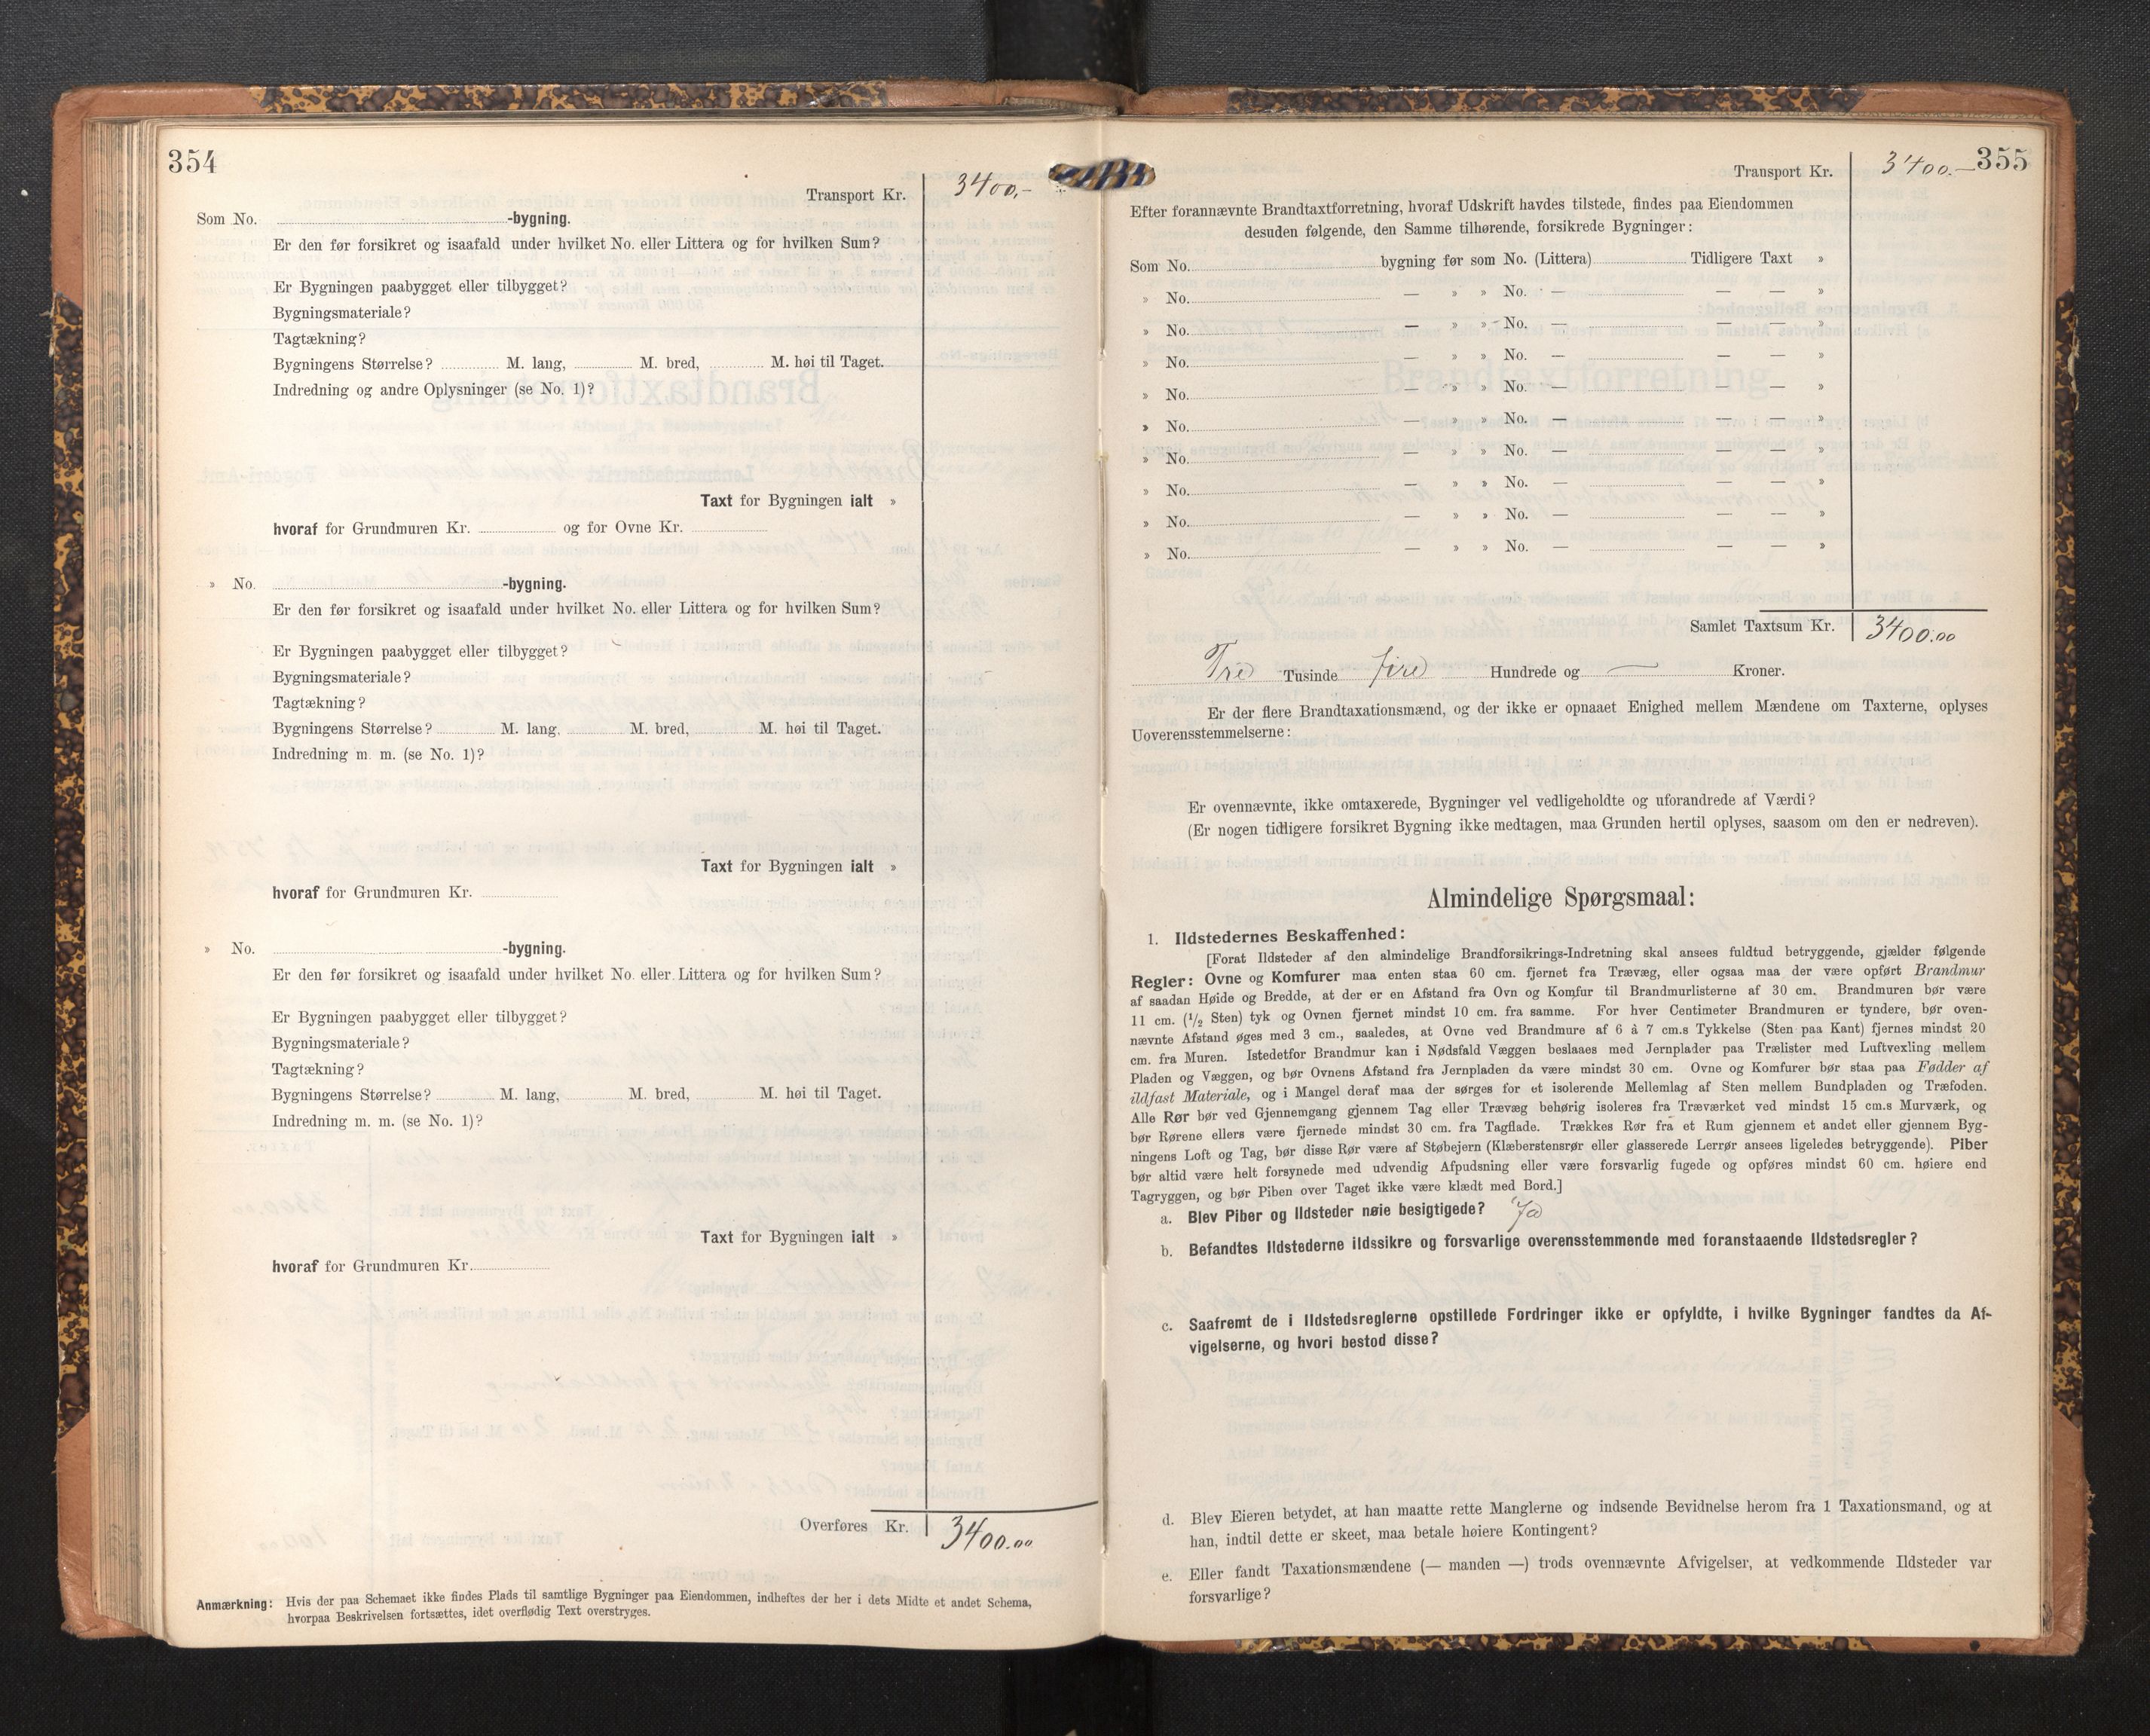 354
Transport Kr. 3400,-
Som No. -bygning.
Er den før forsikret og isaafald under hvilket No. eller Littera og for hvilken Sum?
Er Bygningen paabygget eller tilbygget?
Bygningsmateriale?
Tagtækning?
Bygningens Størrelse? M. lang, M. bred, M. høi til Taget.
Indredning og andre Oplysninger (se No. 1)?
Taxt for Bygningen ialt »
hvoraf for Grundmuren Kr. og for Ovne Kr.
» No. -bygning.
Er den før forsikret og isaafald under hvilket No. eller Littera og for hvilken Sum?
Er Bygningen paabygget eller tilbygget?
Bygningsmateriale?
Tagtækning?
Bygningens Størrelse? M. lang, M. bred, M. høi til Taget.
Indredning m. m. (se No. 1)?
Taxt for Bygningen ialt »
hvoraf for Grundmuren Kr.
» No. -bygning.
Er den før forsikret og isaafald under hvilket No. eller Littera og for hvilken Sum?
Er Bygningen paabygget eller tilbygget?
Bygningsmateriale?
Tagtækning?
Bygningens Størrelse? M. lang, M. bred, M. høi til Taget.
Indredning m. m. (se No. 1)?
Taxt for Bygningen ialt »
hvoraf for Grundmuren Kr.
Overføres Kr. 3400.00
Anmærkning: Hvis der paa Schemaet ikke findes Plads til samtlige Bygninger paa Eiendommen, indheftes der her i dets Midte et andet Schema,
hvorpaa Beskrivelsen fortsættes, idet overflødig Text overstryges.
355
Transport Kr. 3400.—
Efter forannævnte Brandtaxtforretning, hvoraf Udskrift havdes tilstede, findes paa Eiendommen
desuden følgende, den Samme tilhørende, forsikrede Bygninger:
Som No. bygning før som No. (Littera) Tidligere Taxt »
» No. — » » No. — — — »
» No. — » » No. — — — »
» No. — » » No. — — — »
» No. — » » No. — — — »
» No. — » » No. — — — »
» No. — » » No. — — — »
» No. — » » No. — — — »
» No. — » » No. — — — »
» No. — » » No. — — — »
Samlet Taxtsum Kr. 3400.00
Tre Tusinde fire Hundrede og — Kroner.
Er der flere Brandtaxationsmænd, og der ikke er opnaaet Enighed mellem Mændene om Taxterne, oplyses
Uoverensstemmelserne:
Er ovennævnte, ikke omtaxerede, Bygninger vel vedligeholdte og uforandrede af Værdi?
(Er nogen tidligere forsikret Bygning ikke medtagen, maa Grunden hertil oplyses, saasom om den er nedreven).
Almindelige Spørgsmaal:
1. Ildstedernes Beskaffenhed:
[Forat Ildsteder af den almindelige Brandforsikrings-Indretning skal ansees fuldtud betryggende, gjælder følgende
Regler: Ovne og Komfurer maa enten staa 60 cm. fjernet fra Trævæg, eller ogsaa maa der være opført Brandmur
af saadan Høide og Bredde, at der er en Afstand fra Ovn og Komfur til Brandmurlisterne af 30 cm. Brandmuren bør være
11 cm. (1/2 Sten) tyk og Ovnen fjernet mindst 10 cm. fra samme. For hver Centimeter Brandmuren er tyndere, bør oven-
nævnte Afstand øges med 3 cm., saaledes, at Ovne ved Brandmure af 6 à 7 cm.s Tykkelse (Sten paa Kant) fjernes mindst 20
cm. fra Muren. Istedetfor Brandmur kan i Nødsfald Væggen beslaaes med Jernplader paa Trælister med Luftvexling mellem
Pladen og Væggen, og bør Ovnens Afstand fra Jernpladen da være mindst 30 cm. Ovne og Komfurer bør staa paa Fødder af
ildfast Materiale, og i Mangel deraf maa der sørges for et isolerende Mellemlag af Sten mellem Bundpladen og Træfoden.
Alle Rør bør ved Gjennemgang gjennem Tag eller Trævæg behørig isoleres fra Træværket ved mindst 15 cm.s Murværk, og
bør Rørene ellers være fjernede mindst 30 cm. fra Tagflade. Trækkes Rør fra et Rum gjennem et andet eller gjennem Byg-
ningens Loft og Tag, bør disse Rør være af Støbejern (Klæberstensrør eller glasserede Lerrør ansees ligeledes betryggende). Piber
bør altid være helt forsynede med udvendig Afpudsning eller være forsvarlig fugede og opføres mindst 60 cm. høiere end
Tagryggen, og bør Piben over Taget ikke være klædt med Bord.]
a. Blev Piber og Ildsteder nøie besigtigede? Ja
b. Befandtes Ildstederne ildssikre og forsvarlige overensstemmende med foranstaaende Ildstedsregler?
c. Saafremt de i Ildstedsreglerne opstillede Fordringer ikke er opfyldte, i hvilke Bygninger fandtes da Af-
vigelserne, og hvori bestod disse?
d. Blev Eieren betydet, at han maatte rette Manglerne og indsende Bevidnelse herom fra 1 Taxationsmand, og at
han, indtil dette er skeet, maa betale høiere Kontingent?
e. Eller fandt Taxationsmændene (— manden —) trods ovennævnte Afvigelser, at vedkommende Ildsteder var
forsvarlige?